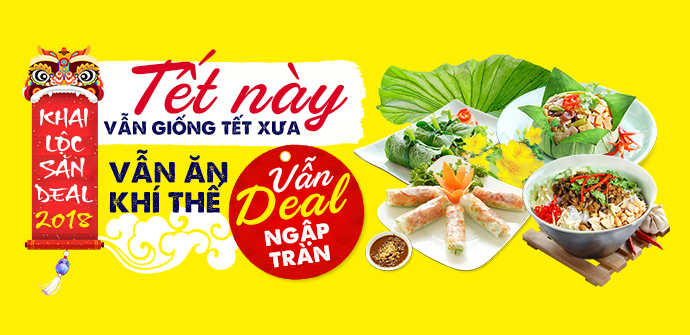 KHAI
LỘC
SĂN
DEAL
2018
Tết này
VẪN GIỐNG TẾT XƯA
VẪN ĂN
KHÍ THẾ
Vẫn
Deal
NGẬP
TRÀN